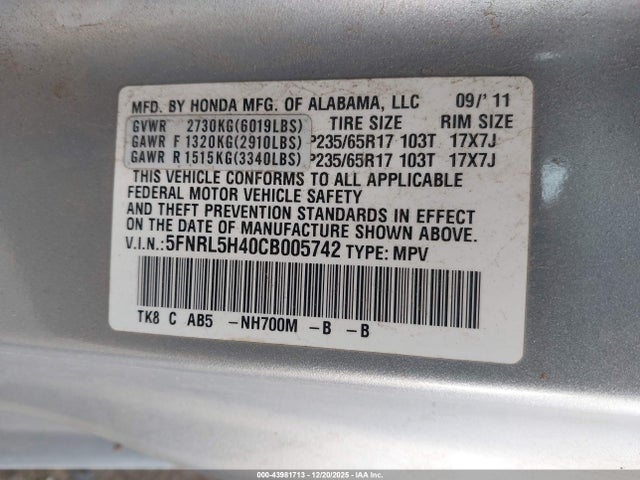 MFD. BY HONDA MFG. OF ALABAMA, LLC 09/'11
GVWR 2730KG(6019LBS) TIRE SIZE RIM SIZE
GAWR F 1320KG(2910LBS) P235/65R17 103T 17X7J
GAWR R 1515KG(3340LBS) P235/65R17 103T 17X7J
THIS VEHICLE CONFORMS TO ALL APPLICABLE
FEDERAL MOTOR VEHICLE SAFETY
AND THEFT PREVENTION STANDARDS IN EFFECT
ON THE DATE OF MANUFACTURE SHOWN ABOVE.
V.I.N.:5FNRL5H40CB005742 TYPE: MPV
TK8 C AB5 -NH700M -B -B
000-43981713 - 12/20/2025 - IAA Inc.